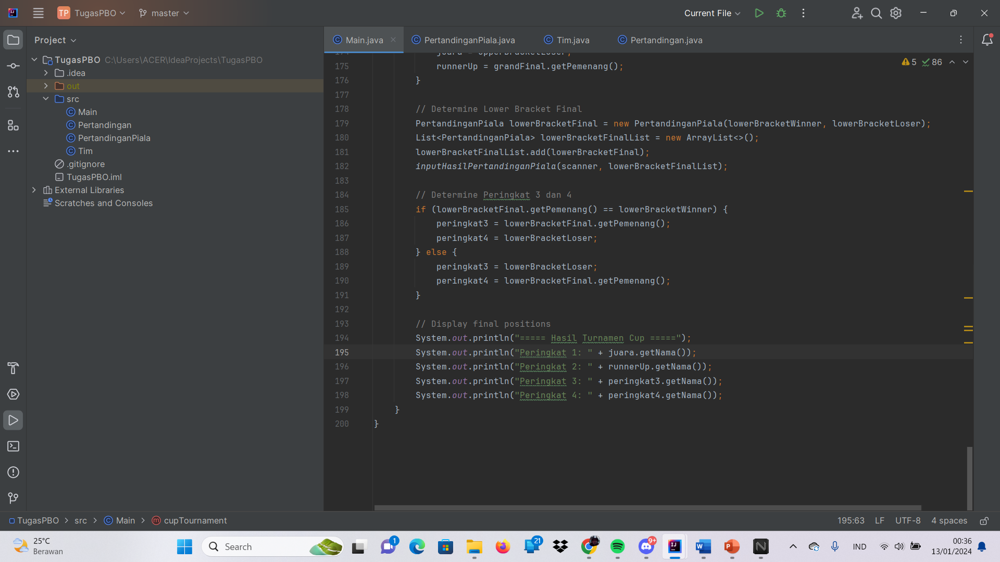 TP TugasPBO master Current File
Project
Main.java PertandinganPiala.java Tim.java Pertandingan.java
TugasPBO C:\Users\ACER\IdeaProjects\TugasPBO
.idea
out
src
Main
Pertandingan
PertandinganPiala
Tim
.gitignore
TugasPBO.iml
External Libraries
Scratches and Consoles
5 86
175 runnerUp = grandFinal.getPemenang();
176 }
177
178 // Determine Lower Bracket Final
179 PertandinganPiala lowerBracketFinal = new PertandinganPiala(lowerBracketWinner, lowerBracketLoser);
180 List<PertandinganPiala> lowerBracketFinalList = new ArrayList<>();
181 lowerBracketFinalList.add(lowerBracketFinal);
182 inputHasilPertandinganPiala(scanner, lowerBracketFinalList);
183
184 // Determine Peringkat 3 dan 4
185 if (lowerBracketFinal.getPemenang() == lowerBracketWinner) {
186 peringkat3 = lowerBracketFinal.getPemenang();
187 peringkat4 = lowerBracketLoser;
188 } else {
189 peringkat3 = lowerBracketLoser;
190 peringkat4 = lowerBracketFinal.getPemenang();
191 }
192
193 // Display final positions
194 System.out.println("===== Hasil Turnamen Cup =====");
195 System.out.println("Peringkat 1: " + juara.getNama());
196 System.out.println("Peringkat 2: " + runnerUp.getNama());
197 System.out.println("Peringkat 3: " + peringkat3.getNama());
198 System.out.println("Peringkat 4: " + peringkat4.getNama());
199 }
200 }
TugasPBO > src > Main > cupTournament
195:63 LF UTF-8 4 spaces
25°C
Berawan
Search
1
21
9+
IND
00:36
13/01/2024